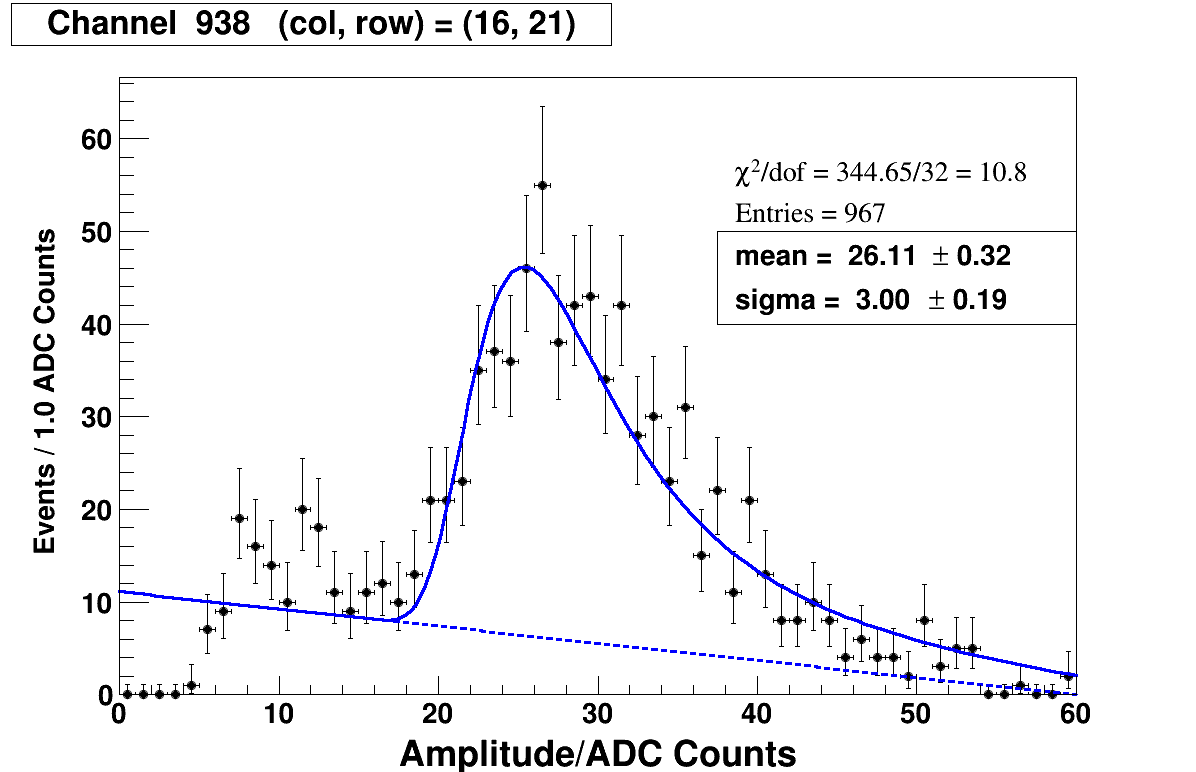 Channel 938 (col, row) = (16, 21)
χ²/dof = 344.65/32 = 10.8
Entries = 967
mean = 26.11 ± 0.32
sigma = 3.00 ± 0.19
Events / 1.0 ADC Counts
60
50
40
30
20
10
0
0 10 20 30 40 50 60
Amplitude/ADC Counts